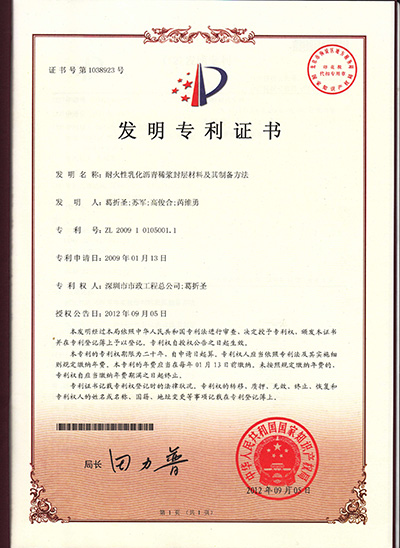 证书号第1038923号
发明专利证书
发明名称：耐火性乳化沥青稀浆封层材料及其制备方法
发明人：葛折圣;苏军;高俊合;芮维勇
专利号：ZL 2009 1 0105001.1
专利申请日：2009年01月13日
专利权人：深圳市市政工程总公司;葛折圣
授权公告日：2012年09月05日
本发明经过本局依照中华人民共和国专利法进行审查，决定授予专利权，颁发本证书
并在专利登记簿上予以登记。专利权自授权公告之日起生效。
本专利的专利权期限为二十年，自申请日起算。专利权人应当依照专利法及其实施细
则规定缴纳年费。本专利的年费应当在每年01月13日前缴纳。未按照规定缴纳年费的，
专利权自应当缴纳年费期满之日起终止。
专利证书记载专利权登记时的法律状况。专利权的转移、质押、无效、终止、恢复和
专利权人的姓名或名称、国籍、地址变更等事项记载在专利登记簿上。
局长
田力普
中华人民共和国国家知识产权局
2012年09月05日
第1页（共1页）